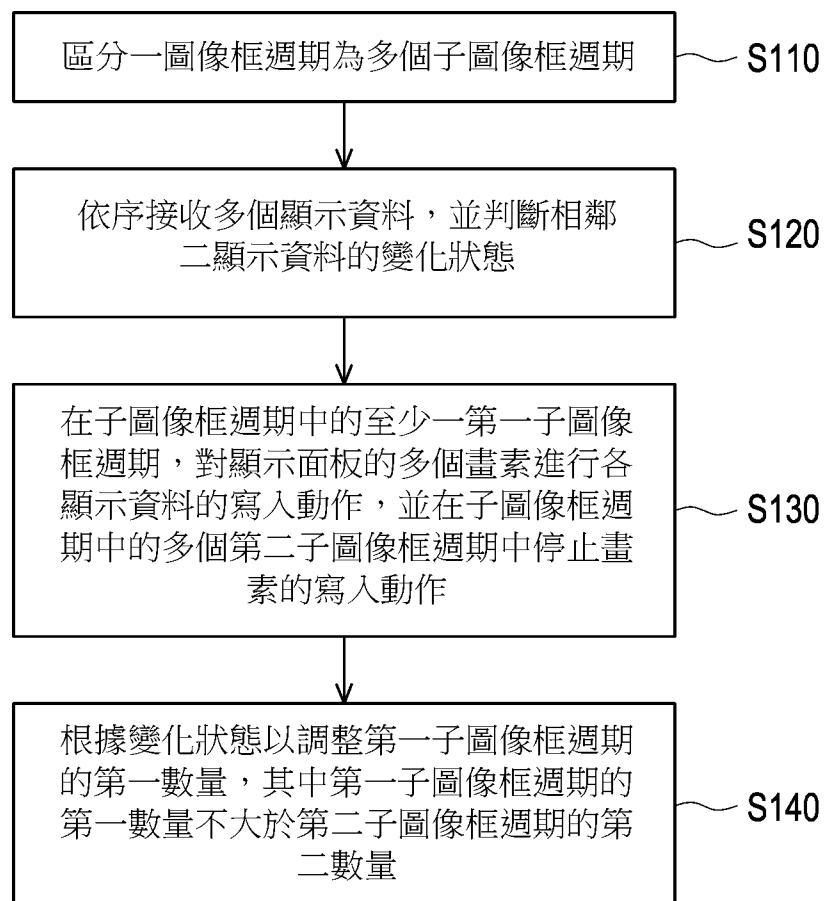 區分一圖像框週期為多個子圖像框週期
S110
依序接收多個顯示資料，並判斷相鄰
二顯示資料的變化狀態
S120
在子圖像框週期中的至少一第一子圖像
框週期，對顯示面板的多個畫素進行各
顯示資料的寫入動作，並在子圖像框週
期中的多個第二子圖像框週期中停止畫
素的寫入動作
S130
根據變化狀態以調整第一子圖像框週期
的第一數量，其中第一子圖像框週期的
第一數量不大於第二子圖像框週期的第
二數量
S140